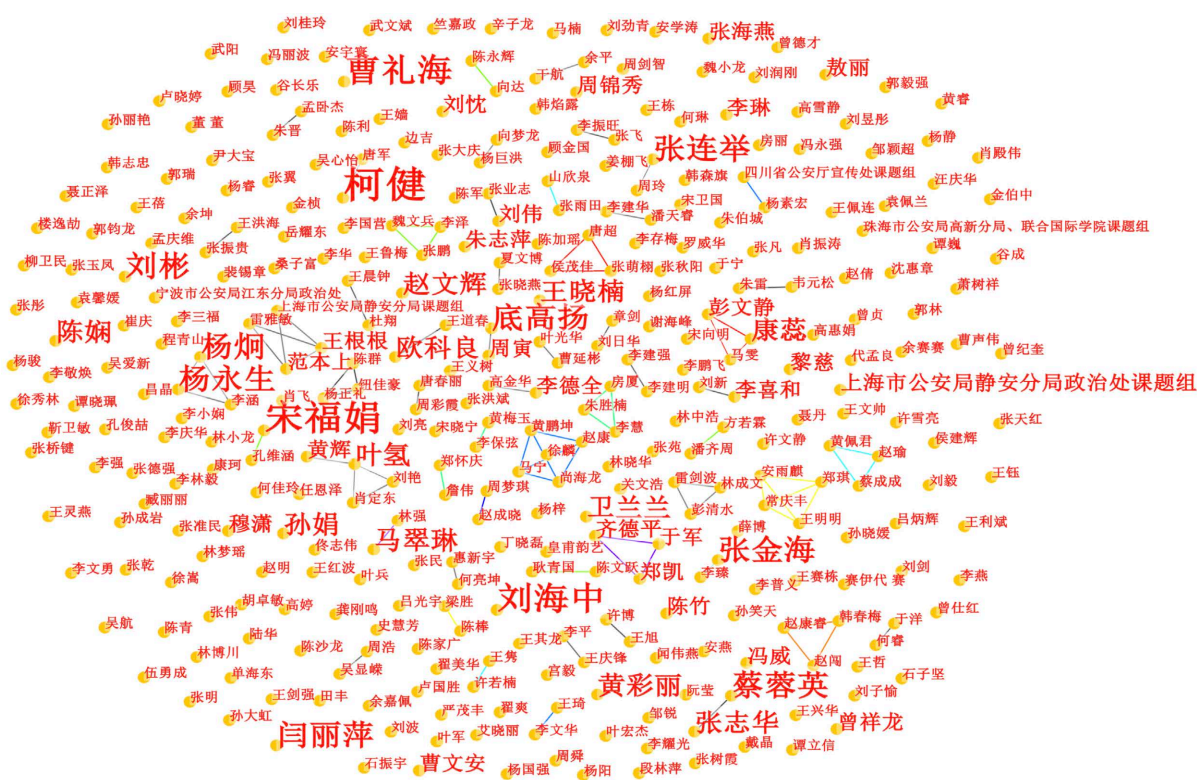 刘桂玲
武文斌
竺嘉政
辛子龙
马楠
刘劲青
安学涛
张海燕
曾德才
武阳
冯丽波
安宇寰
陈永辉
于航
余平
周剑智
魏小龙
刘润刚
敖丽
郭毅强
曹礼海
卢晓婷
顾昊
谷长乐
孟卧杰
刘忱
向达
韩焰露
周锦秀
王栋
何琳
李琳
高雪静
刘昱彤
黄睿
孙丽艳
董 董
朱晋
陈利
王嫱
边吉
张大庆
向梦龙
杨巨洪
顾金国
李振旺
张飞
姜棚飞
张连举
房丽
冯永强
邹颖超
杨静
肖殿伟
韩志忠
郭瑞
尹大宝
吴心怡
唐军
柯健
山欣泉
周玲
韩森旗
四川省公安厅宣传处课题组
汪庆华
金伯中
聂正泽
王蓓
杨睿
张翼
金桢
陈军
张业志
张雨田
李建华
宋卫国
杨素宏
王佩连
袁佩兰
楼逸劼
郭钧龙
余坤
王洪海
岳耀东
李国营
魏文兵
李泽
刘伟
唐超
潘天睿
朱伯城
珠海市公安局高新分局、联合国际学院课题组
柳卫民
张玉凤
孟庆维
张振贵
桑子富
李华
王鲁梅
张鹏
朱志萍
陈加瑶
李存梅
罗威华
张凡
肖振涛
谭巍
谷成
刘彬
裴锡章
王晨钟
赵文辉
夏文博
侯茂佳
张萌栩
张秋阳
于宁
赵倩
沈惠章
萧树祥
张彤
袁馨媛
宁波市公安局江东分局政治处
上海市公安局静安分局课题组
张晓燕
王晓楠
杨红屏
朱雷
韦元松
陈娴
崔庆
李三福
雷雅敏
杜翔
底高扬
章剑
谢海峰
彭文静
曾贞
郭林
程青山
杨炯
王根根
王道春
叶光华
刘日华
宋向明
康蕊
高惠娟
曹声伟
杨骏
吴爱新
范本上
陈群
欧科良
周寅
曹延彬
李建强
马雯
黎慈
代孟良
余赛赛
曾纪奎
李敬焕
杨永生
王义树
李鹏飞
徐秀林
谭晓珮
昌晶
李涵
肖飞
杨正礼
钮佳豪
唐春丽
高金华
李德全
房厦
李建明
刘新
李喜和
上海市公安局静安分局政治处课题组
靳卫敏
孔俊喆
李小娴
宋福娟
周彩霞
张洪斌
朱胜楠
林中浩
方若霖
聂丹
王文帅
许雪亮
张天红
张桥键
李庆华
林小龙
刘亮
宋晓宁
黄梅玉
黄鹏坤
赵康
李慧
许文静
黄佩君
赵瑜
侯建辉
李强
张德强
康珂
孔维涵
黄辉
叶氢
李保弦
徐麟
张苑
潘齐周
李林毅
郑怀庆
马宁
尚海龙
林晓华
雷剑波
林成文
安雨麒
郑琪
蔡成成
刘毅
王钰
臧丽丽
何佳玲
任恩泽
刘艳
詹伟
周梦琪
关文浩
常庆丰
王灵燕
孙成岩
张准民
穆潇
孙娟
肖定东
林强
赵成晓
杨梓
卫兰兰
彭清水
王明明
吕炳辉
王利斌
佟志伟
马翠琳
丁晓磊
皇甫韵艺
齐德平
于军
薛博
孙晓媛
李文勇
张乾
林梦瑶
赵明
王红波
叶兵
张民
惠新宇
耿青国
陈文跃
郑凯
张金海
刘剑
李燕
徐嵩
何亮坤
刘海中
李臻
李普义
王赛栋
赛伊代 赛
吴航
陈青
张伟
胡卓敏
高婷
龚刚鸣
吕光宇
梁胜
陈竹
孙笑天
赵康睿
韩春梅
于洋
曾仕红
陆华
陈沙龙
史慧芳
陈棒
许博
王旭
何睿
林博川
周浩
陈家广
王其龙
李平
闻伟燕
安燕
冯威
赵闯
王哲
伍勇成
单海东
吴显嵘
翟美华
王隽
王庆锋
石子坚
张明
王剑强
田丰
余嘉佩
卢国胜
许若楠
宫毅
黄彩丽
阮莹
蔡蓉英
刘子愉
孙大虹
严茂丰
翟爽
王琦
邹锐
张志华
王兴华
闫丽萍
刘波
叶军
艾晓丽
李文华
叶宏杰
李耀光
戴晶
曾祥龙
谭立信
石振宇
曹文安
周舜
杨国强
杨阳
段林萍
张树霞